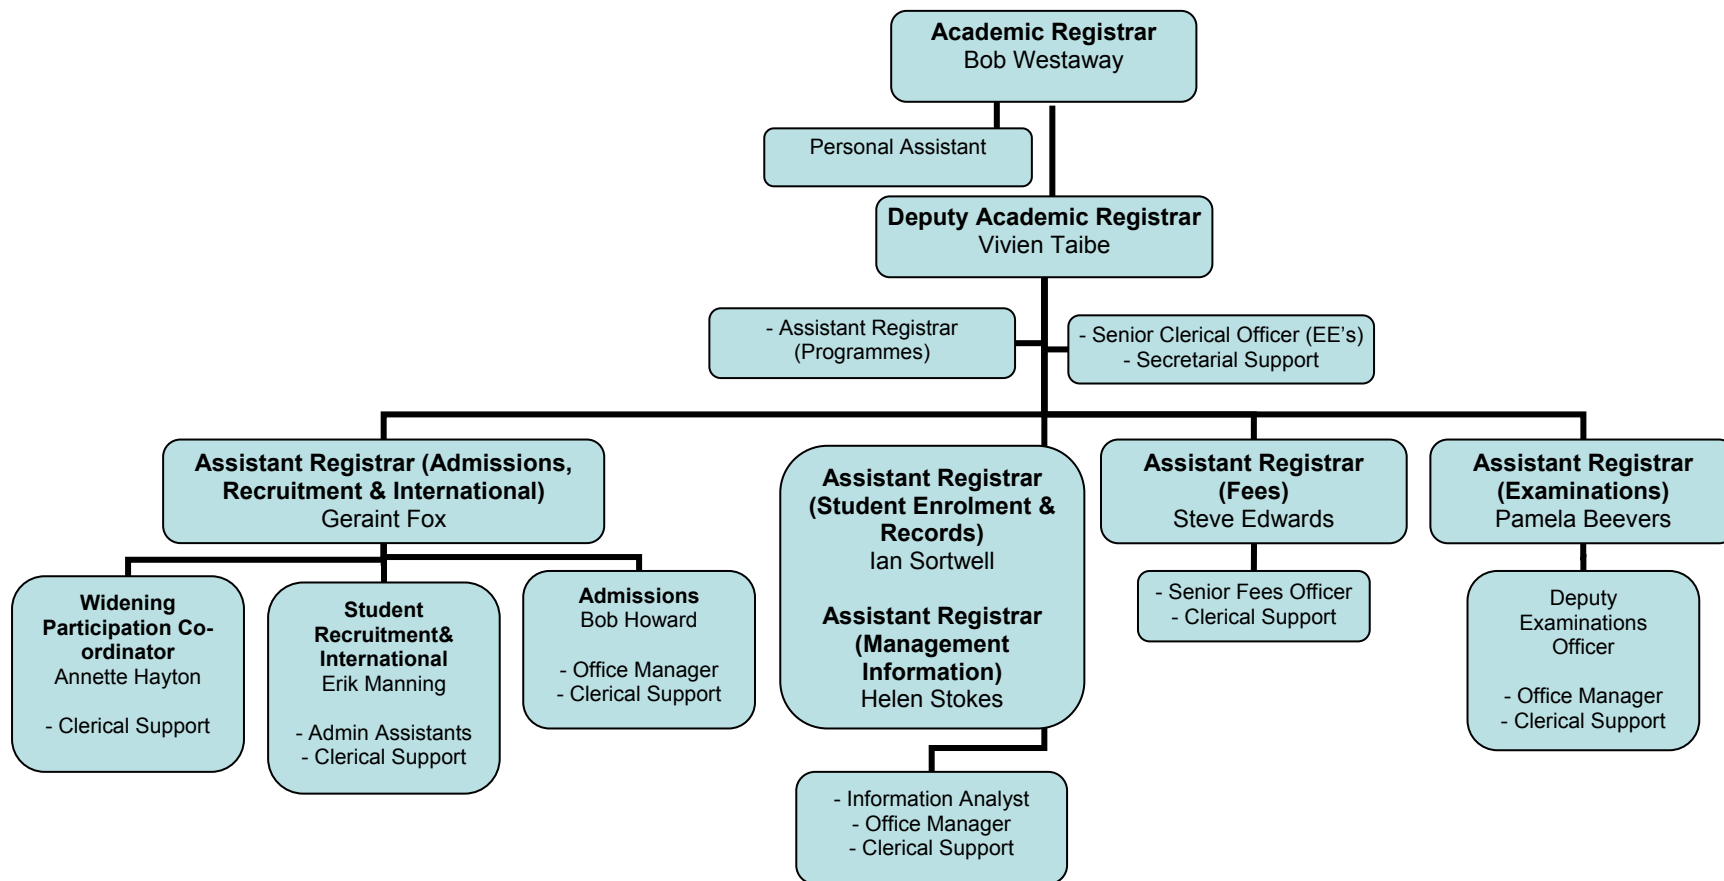 Academic Registrar
Bob Westaway
Personal Assistant
Deputy Academic Registrar
Vivien Taibe
- Assistant Registrar
(Programmes)
- Senior Clerical Officer (EE's)
- Secretarial Support
Assistant Registrar (Admissions,
Recruitment & International)
Geraint Fox
Assistant Registrar
(Student Enrolment &
Records)
Ian Sortwell
Assistant Registrar
(Management
Information)
Helen Stokes
Assistant Registrar
(Fees)
Steve Edwards
Assistant Registrar
(Examinations)
Pamela Beevers
Widening
Participation Co-
ordinator
Annette Hayton
- Clerical Support
Student
Recruitment&
International
Erik Manning
- Admin Assistants
- Clerical Support
Admissions
Bob Howard
- Office Manager
- Clerical Support
- Information Analyst
- Office Manager
- Clerical Support
- Senior Fees Officer
- Clerical Support
Deputy
Examinations
Officer
- Office Manager
- Clerical Support